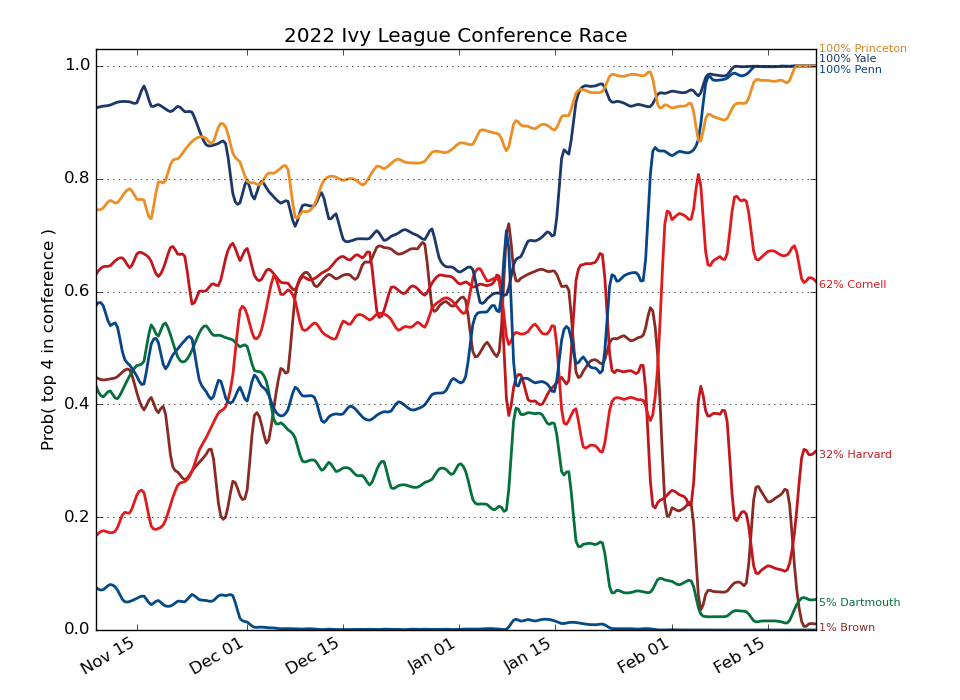 2022 Ivy League Conference Race
Prob( top 4 in conference )
1.0
0.8
0.6
0.4
0.2
0.0
Nov 15
Dec 01
Dec 15
Jan 01
Jan 15
Feb 01
Feb 15
100% Princeton
100% Yale
100% Penn
62% Cornell
32% Harvard
5% Dartmouth
1% Brown